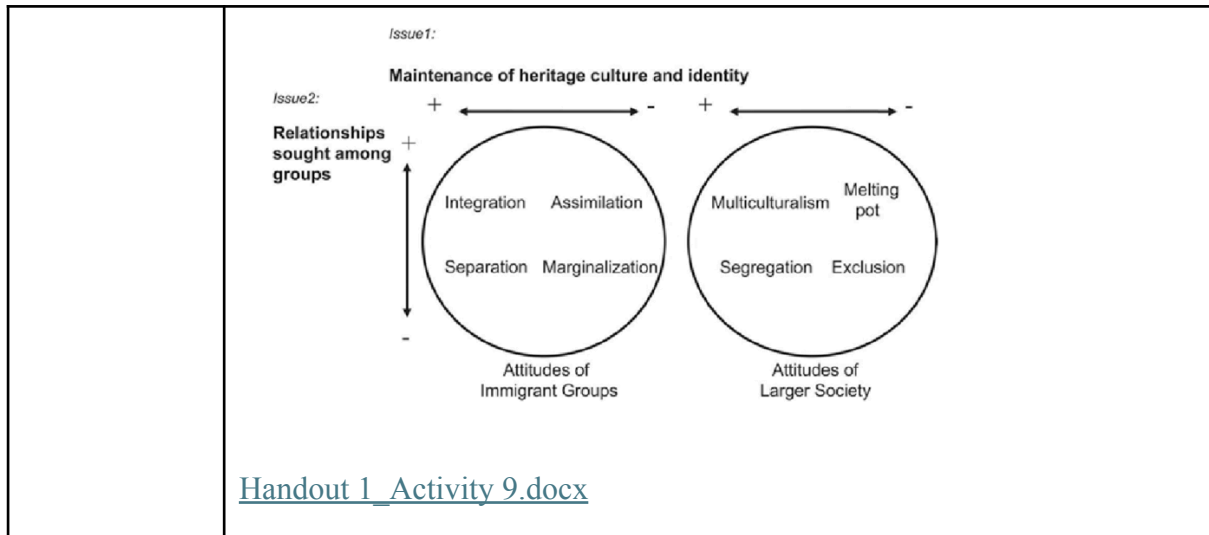 Issue1:
Maintenance of heritage culture and identity
Issue2:
+ - + -
Relationships
sought among
groups
+
Integration Assimilation
Separation Marginalization
-
Multiculturalism Melting
pot
Segregation Exclusion
Attitudes of
Immigrant Groups
Attitudes of
Larger Society
Handout 1_Activity 9.docx